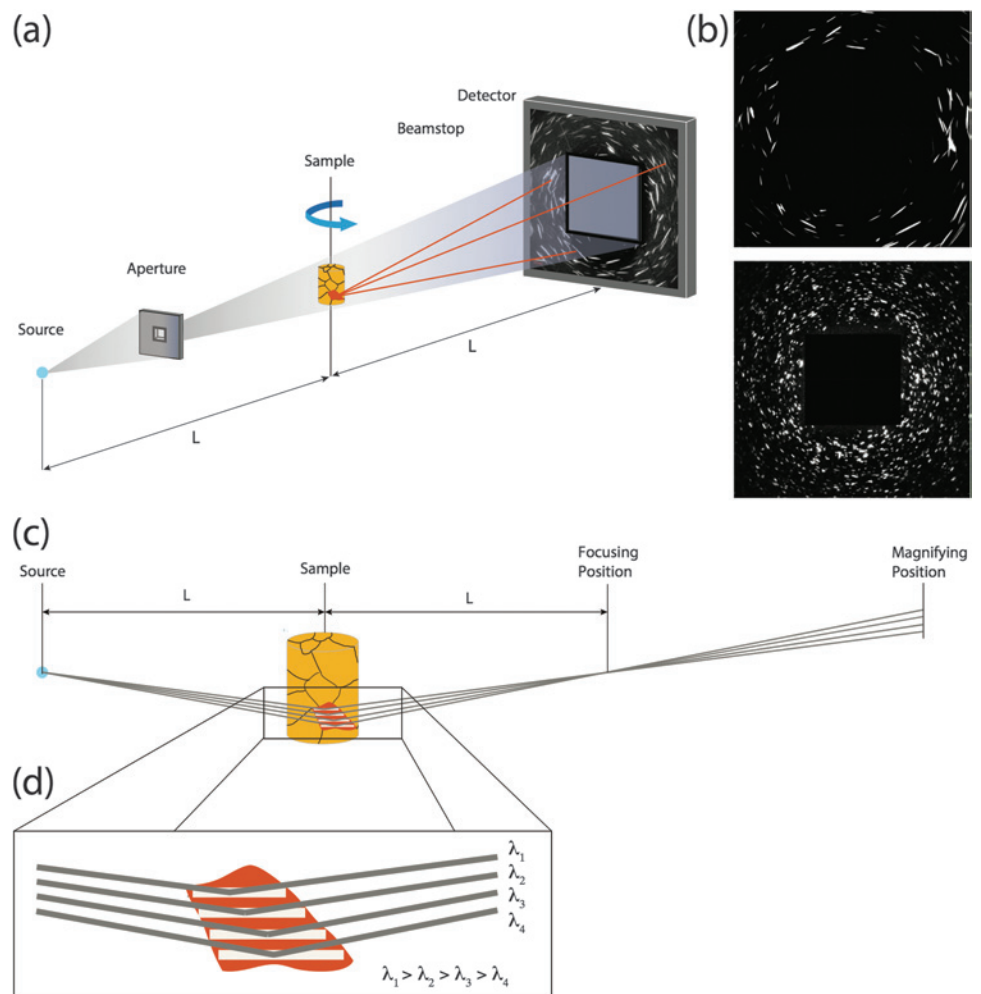 (a)
(b)
Detector
Beamstop
Sample
Aperture
Source
L
L
(c)
Source
Sample
Focusing
Position
Magnifying
Position
L
L
(d)
λ₁
λ₂
λ₃
λ₄
λ₁ > λ₂ > λ₃ > λ₄